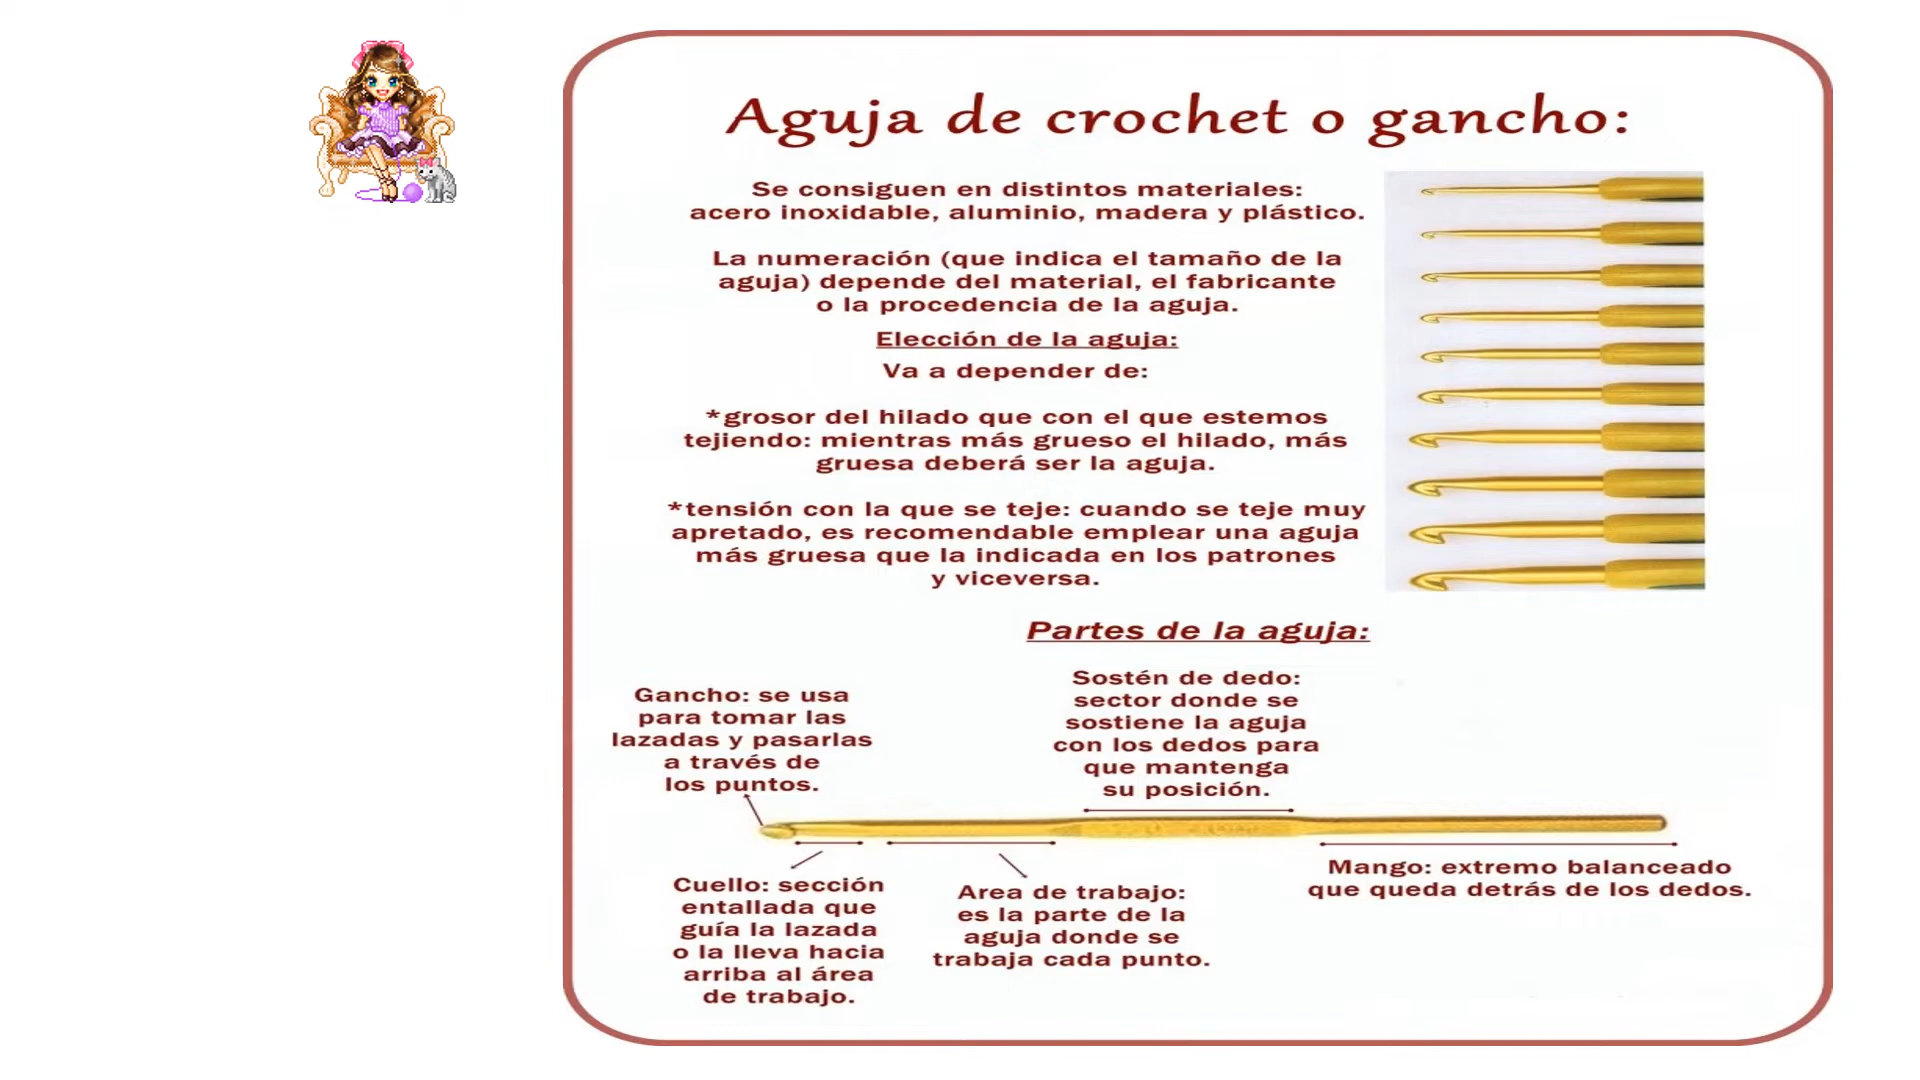 Aguja de crochet o gancho:
Se consiguen en distintos materiales:
acero inoxidable, aluminio, madera y plástico.
La numeración (que indica el tamaño de la
aguja) depende del material, el fabricante
o la procedencia de la aguja.
Elección de la aguja:
Va a depender de:
*grosor del hilado que con el que estemos
tejiendo: mientras más grueso el hilado, más
gruesa deberá ser la aguja.
*tensión con la que se teje: cuando se teje muy
apretado, es recomendable emplear una aguja
más gruesa que la indicada en los patrones
y viceversa.
Partes de la aguja:
Gancho: se usa
para tomar las
lazadas y pasarlas
a través de
los puntos.
Sostén de dedo:
sector donde se
sostiene la aguja
con los dedos para
que mantenga
su posición.
Cuello: sección
entallada que
guía la lazada
o la lleva hacia
arriba al área
de trabajo.
Area de trabajo:
es la parte de la
aguja donde se
trabaja cada punto.
Mango: extremo balanceado
que queda detrás de los dedos.